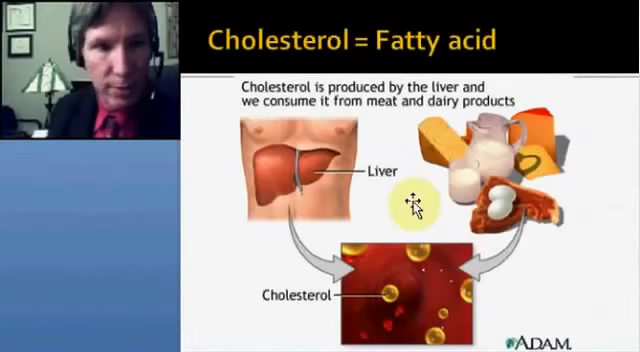 Cholesterol = Fatty acid
Cholesterol is produced by the liver and
we consume it from meat and dairy products
Liver
Cholesterol
ADAM.